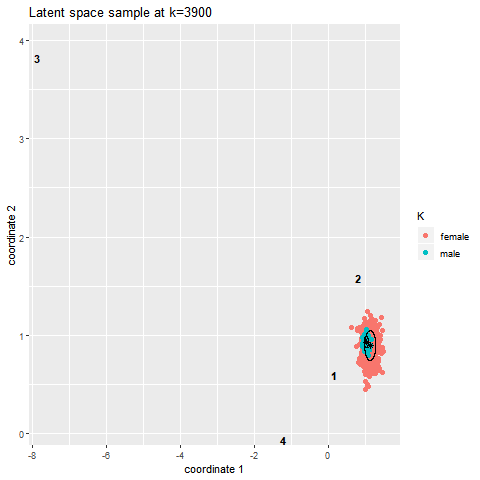 Latent space sample at k=3900
4
3
2
1
0
3
2
1
4
-8
-6
-4
-2
0
coordinate 1
coordinate 2
K
female
male